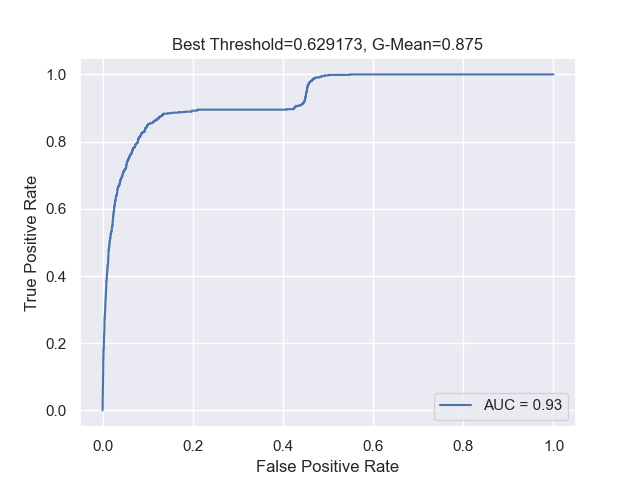 Best Threshold=0.629173, G-Mean=0.875
1.0
0.8
0.6
0.4
0.2
0.0
True Positive Rate
AUC = 0.93
0.0 0.2 0.4 0.6 0.8 1.0
False Positive Rate